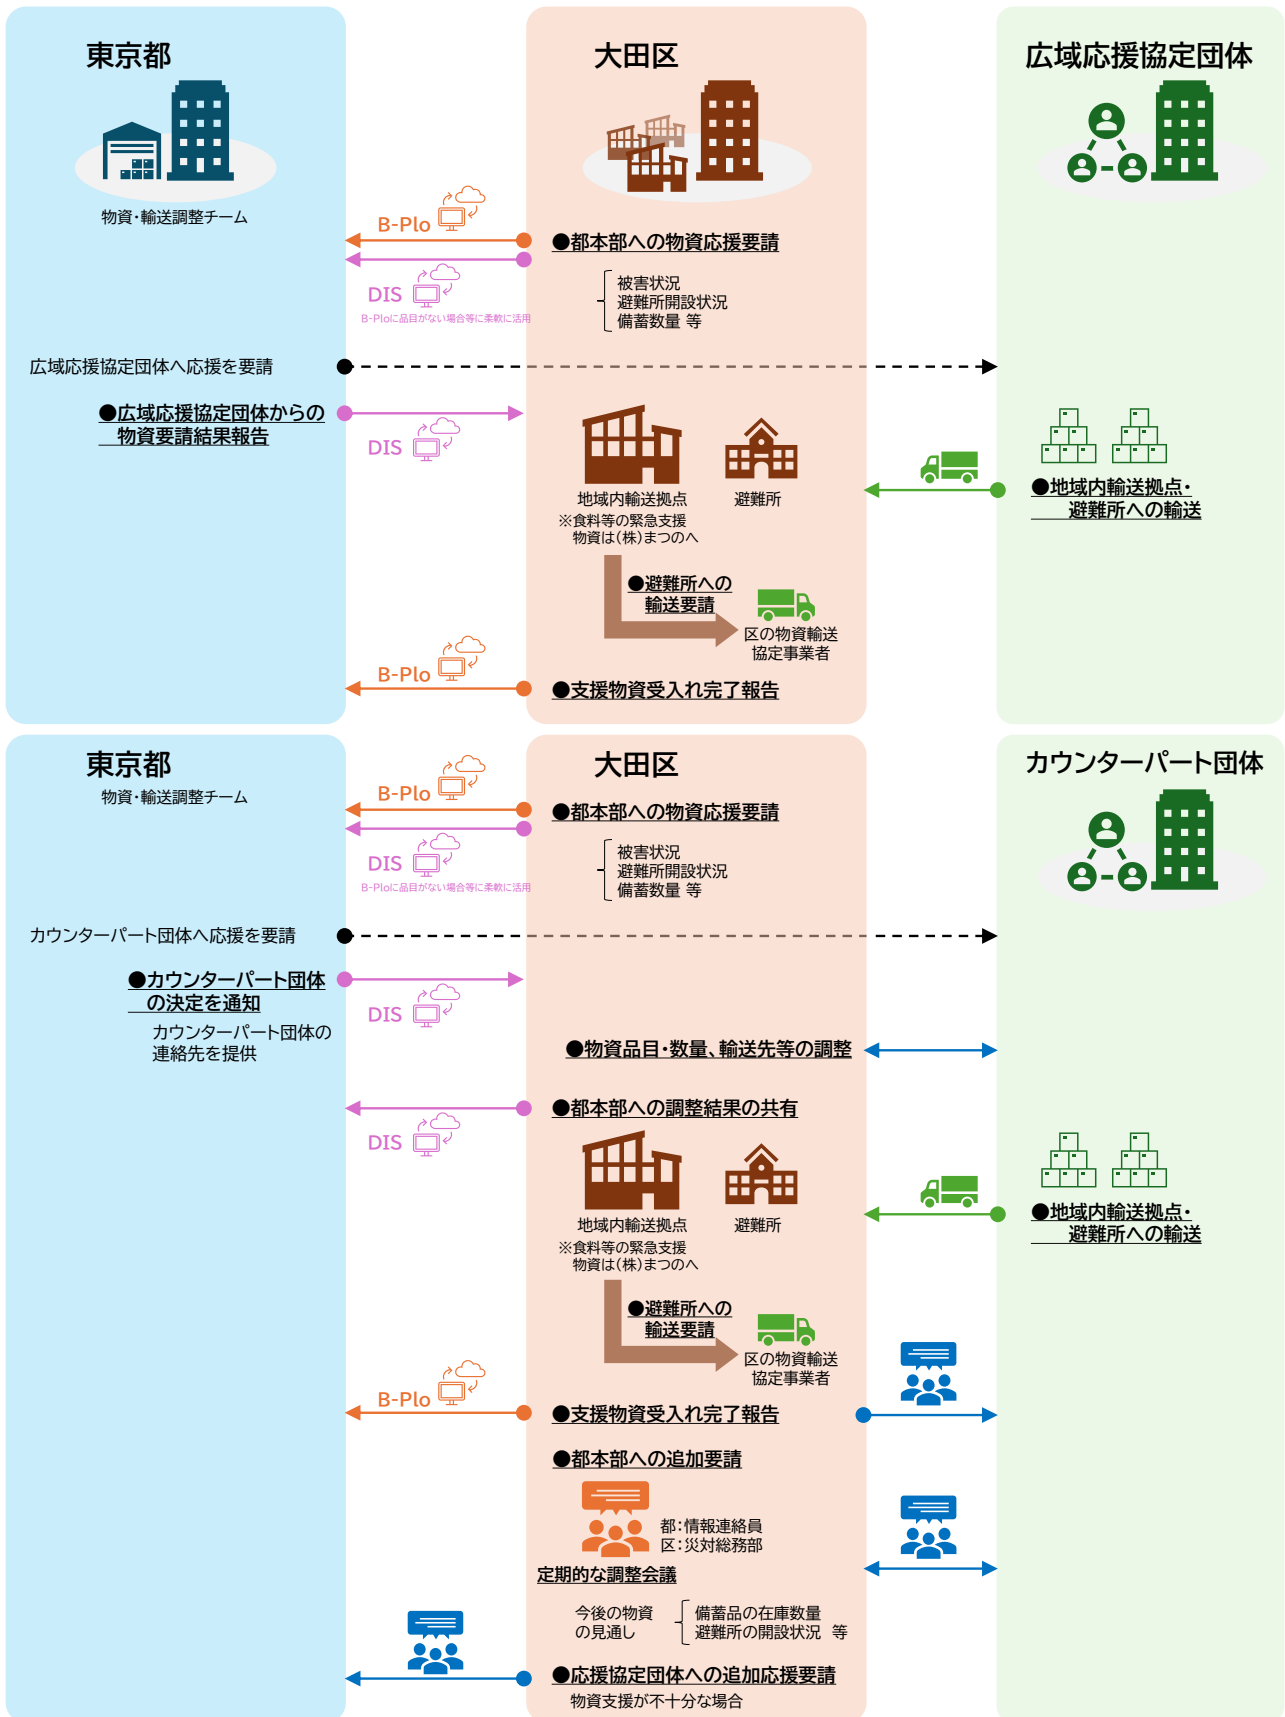 東京都
大田区
広域応援協定団体
物資・輸送調整チーム
B-Plo
●都本部への物資応援要請
DIS
B-Ploに品目がない場合等に柔軟に活用
被害状況
避難所開設状況
備蓄数量 等
広域応援協定団体へ応援を要請
●広域応援協定団体からの
物資要請結果報告
DIS
地域内輸送拠点
避難所
※食料等の緊急支援
物資は(株)まつのへ
●地域内輸送拠点・
避難所への輸送
●避難所への
輸送要請
区の物資輸送
協定事業者
B-Plo
●支援物資受入れ完了報告
東京都
大田区
カウンターパート団体
物資・輸送調整チーム
B-Plo
●都本部への物資応援要請
DIS
B-Ploに品目がない場合等に柔軟に活用
被害状況
避難所開設状況
備蓄数量 等
カウンターパート団体へ応援を要請
●カウンターパート団体
の決定を通知
カウンターパート団体の
連絡先を提供
DIS
●物資品目・数量、輸送先等の調整
●都本部への調整結果の共有
DIS
地域内輸送拠点
避難所
※食料等の緊急支援
物資は(株)まつのへ
●地域内輸送拠点・
避難所への輸送
●避難所への
輸送要請
区の物資輸送
協定事業者
B-Plo
●支援物資受入れ完了報告
●都本部への追加要請
都：情報連絡員
区：災対総務部
定期的な調整会議
今後の物資
の見通し
備蓄品の在庫数量
避難所の開設状況 等
●応援協定団体への追加応援要請
物資支援が不十分な場合